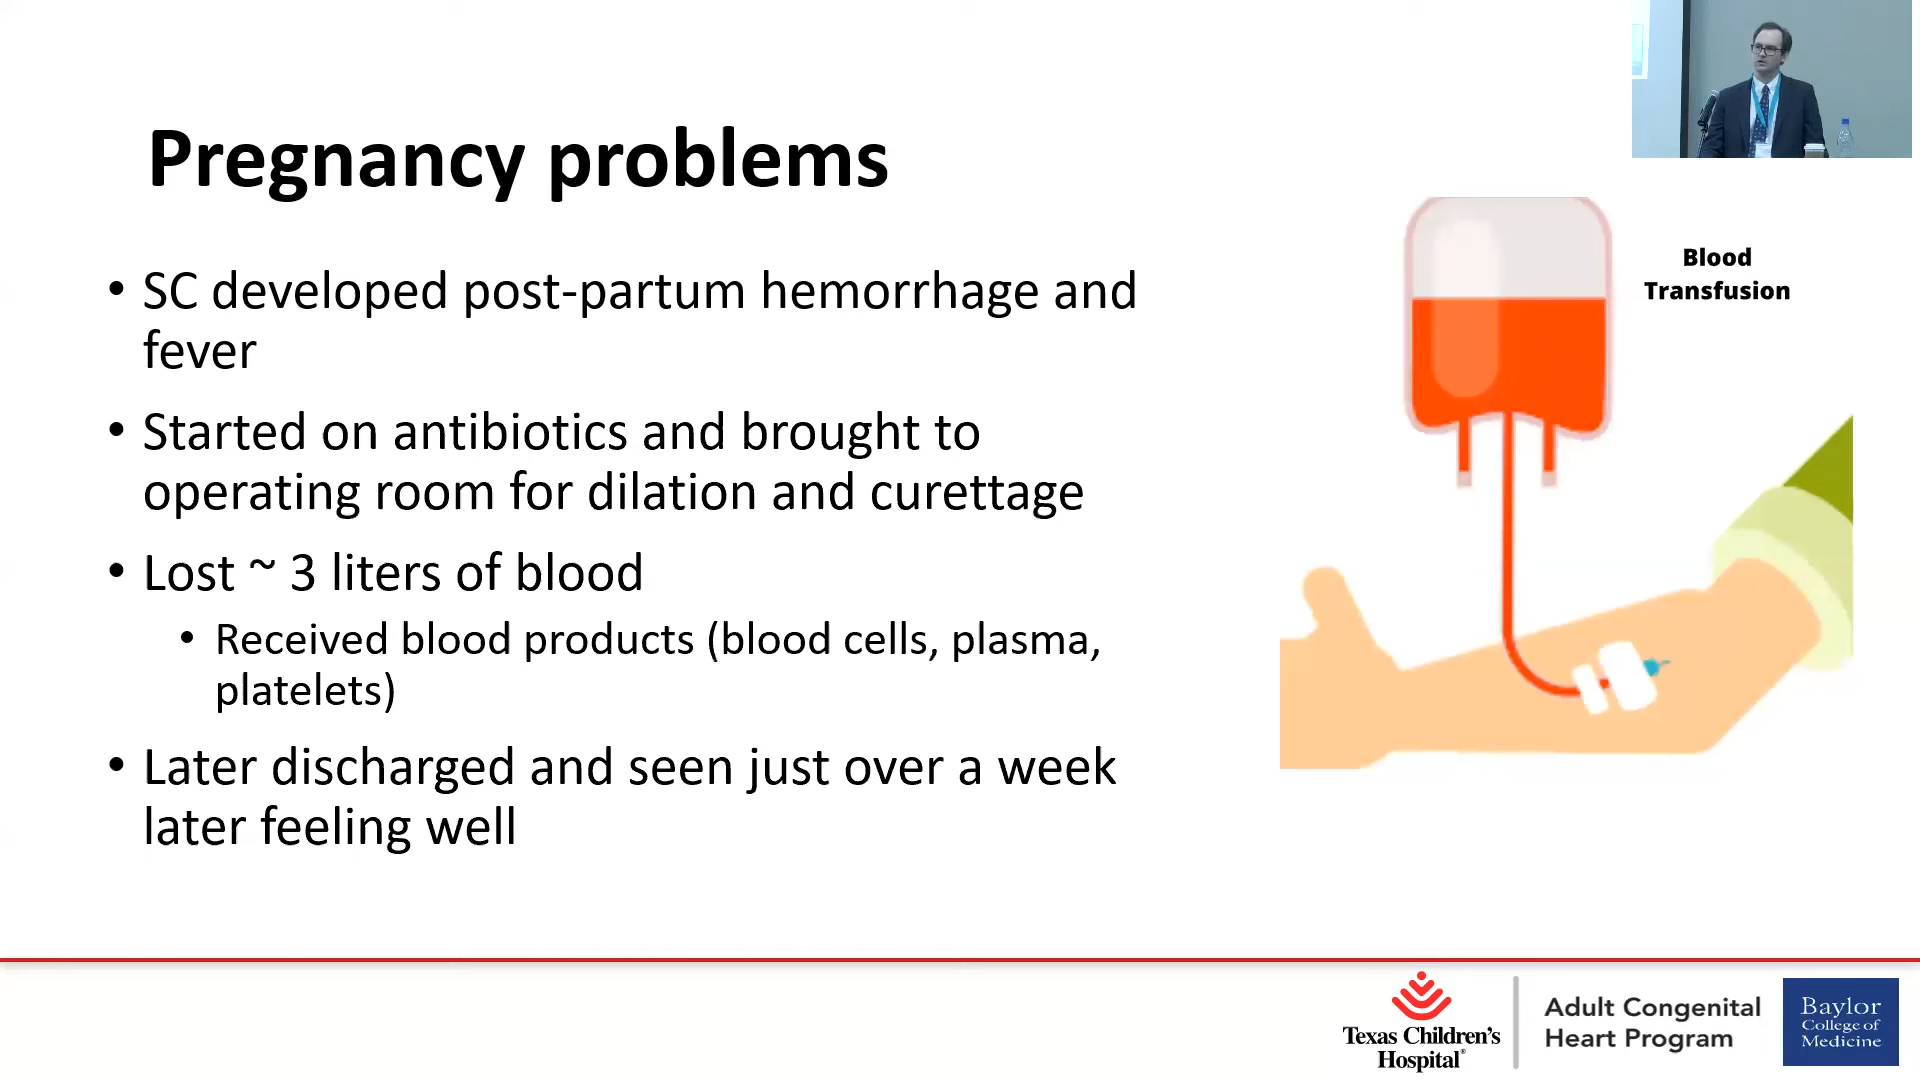 Pregnancy problems
• SC developed post-partum hemorrhage and
fever
• Started on antibiotics and brought to
operating room for dilation and curettage
• Lost ~ 3 liters of blood
• Received blood products (blood cells, plasma,
platelets)
• Later discharged and seen just over a week
later feeling well
Blood
Transfusion
Texas Children's
Hospital®
Adult Congenital
Heart Program
Baylor
College of
Medicine